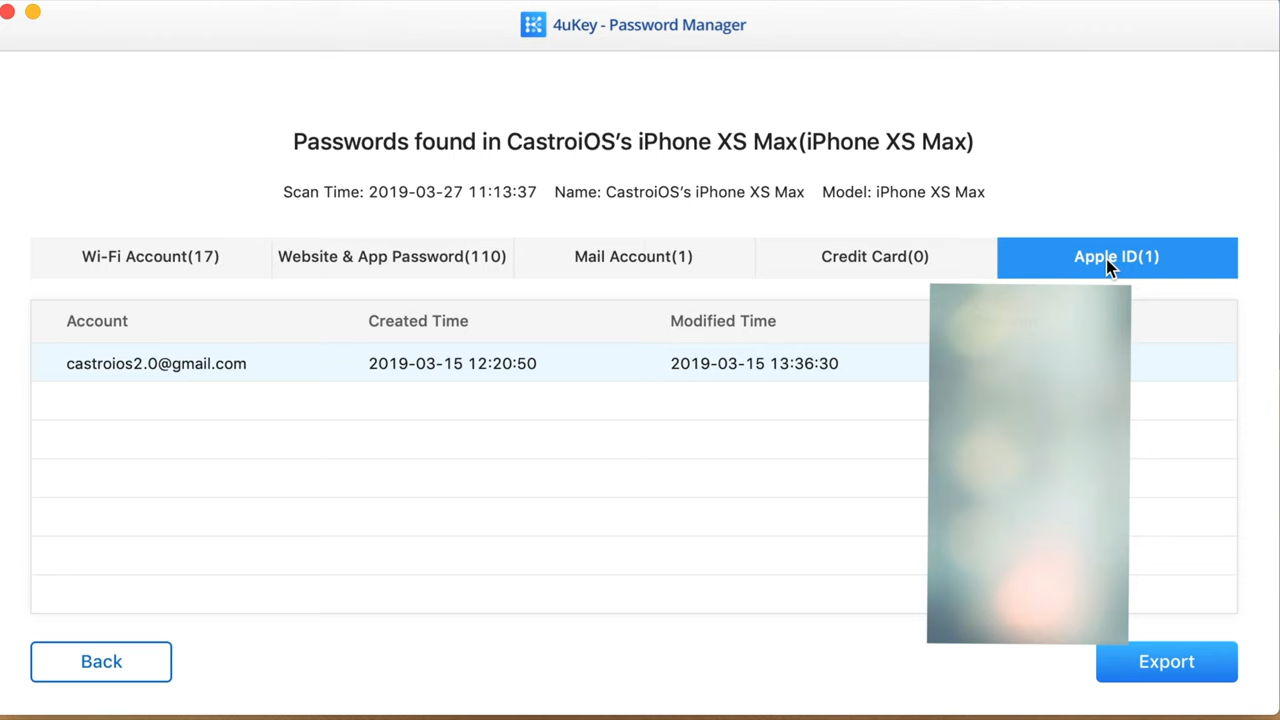 4uKey - Password Manager
Passwords found in CastroiOS's iPhone XS Max(iPhone XS Max)
Scan Time: 2019-03-27 11:13:37 Name: CastroiOS's iPhone XS Max Model: iPhone XS Max
Wi-Fi Account(17) Website & App Password(110) Mail Account(1) Credit Card(0) Apple ID(1)
Account Created Time Modified Time
castroios2.0@gmail.com 2019-03-15 12:20:50 2019-03-15 13:36:30
Back Export